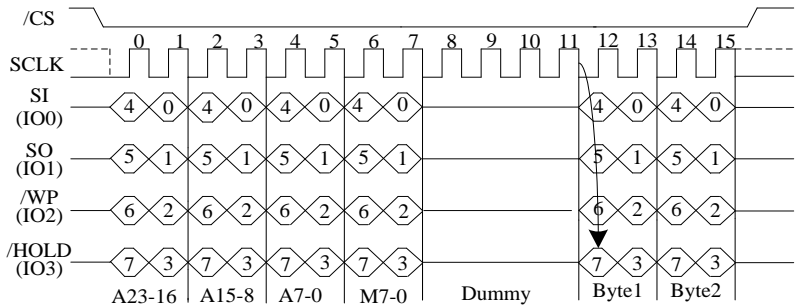 /CS
0 1 2 3 4 5 6 7 8 9 10 11 12 13 14 15
SCLK
SI
(IO0)
4 0 4 0 4 0 4 0 4 0 4 0
SO
(IO1)
5 1 5 1 5 1 5 1 5 1 5 1
/WP
(IO2)
6 2 6 2 6 2 6 2 6 2 6 2
/HOLD
(IO3)
7 3 7 3 7 3 7 3 7 3 7 3
A23-16 A15-8 A7-0 M7-0 Dummy Byte1 Byte2